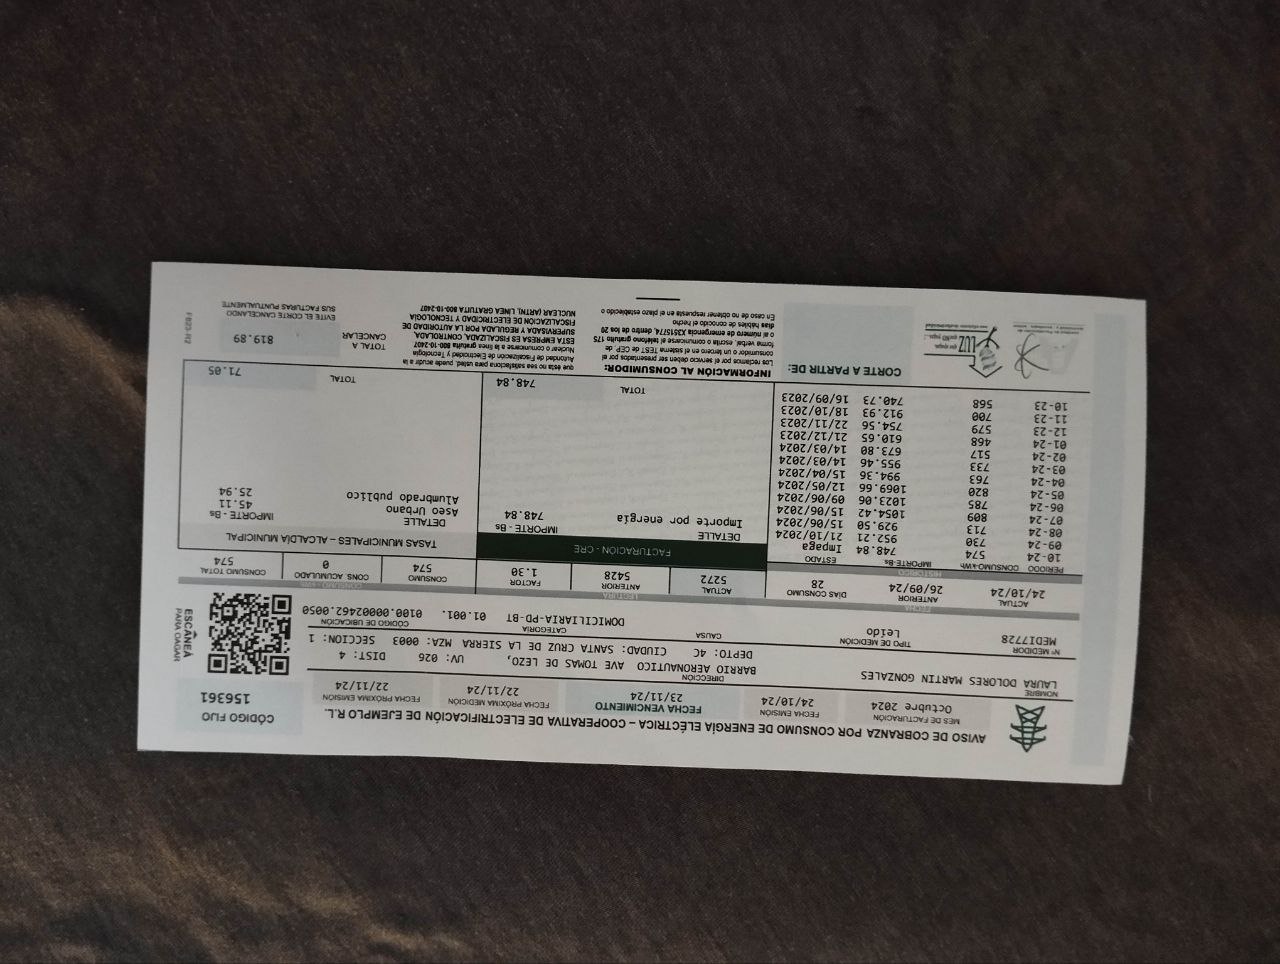 AVISO DE COBRANZA POR CONSUMO DE ENERGÍA ELÉCTRICA – COOPERATIVA DE ELECTRIFICACIÓN DE EJEMPLO R.L.
CÓDIGO FIJO
156361
MES DE FACTURACIÓN
Octubre 2024
FECHA EMISIÓN
24/10/24
FECHA VENCIMIENTO
23/11/24
FECHA PRÓXIMA MEDICIÓN
22/11/24
FECHA PRÓXIMA EMISIÓN
22/11/24
NOMBRE
LAURA DOLORES MARTIN GONZALES
DIRECCIÓN
BARRIO AERONAUTICO AVE TOMAS DE LEZO, UV: 026 DIST: 4
DEPTO: 4C CIUDAD: SANTA CRUZ DE LA SIERRA MZA: 0003 SECCION: 1
ESCANEÁ
PARA OAGAR
Nº MEDIDOR
MEDI7728
TIPO DE MEDICIÓN
Leído
CAUSA
CATEGORÍA
DOMICILIARIA-PD-BT
CÓDIGO DE UBICACIÓN
01.001. 0100.00002462.0050
FECHA
ACTUAL
24/10/24
ANTERIOR
26/09/24
DÍAS CONSUMO
28
LECTURA
ACTUAL
5272
ANTERIOR
5428
FACTOR
1.30
CONSUMO - kWh
CONSUMO
574
CONS. ACUMULADO
0
CONSUMO TOTAL
574
HISTÓRICO
PERIODO CONSUMO-kWh IMPORTE-Bs ESTADO
10-24 574 748.84 Impaga
09-24 730 952.21 21/10/2024
08-24 713 929.50 15/06/2024
07-24 809 1054.42 15/06/2024
06-24 785 1023.06 09/06/2024
05-24 820 1069.66 12/05/2024
04-24 763 994.36 15/04/2024
03-24 733 955.46 14/03/2024
02-24 517 673.80 14/03/2024
01-24 468 610.65 21/12/2023
12-23 579 754.56 22/11/2023
11-23 700 912.93 18/10/2023
10-23 568 740.73 16/09/2023
FACTURACIÓN - CRE
DETALLE IMPORTE - Bs
Importe por energía 748.84
TOTAL 748.84
TASAS MUNICIPALES – ALCALDÍA MUNICIPAL
DETALLE IMPORTE - Bs
Aseo Urbano 45.11
Alumbrado publico 25.94
TOTAL 71.05
LUZ
CORTE A PARTIR DE:
INFORMACIÓN AL CONSUMIDOR:
Los reclamos por el servicio deben ser presentados por el
consumidor o un tercero en el sistema TEST de CEP, de
forma verbal, escrita o comunicarse al teléfono gratuito 175
o al número de emergencia X315774, dentro de los 20
días hábiles de conocido el hecho
En caso de no obtener respuesta en el plazo establecido o
que esta no sea satisfactoria para usted, puede acudir a la
Autoridad de Fiscalización de Electricidad y Tecnología
Nuclear o comunicarse a la línea gratuita 800-10-2407
ESTA EMPRESA ES FISCALIZADA, CONTROLADA,
SUPERVISADA Y REGULADA POR LA AUTORIDAD DE
FISCALIZACIÓN DE ELECTRICIDAD Y TECNOLOGÍA
NUCLEAR (ARTN), LINEA GRATUITA 800-10-2407
TOTAL A
CANCELAR
819.89
EVITE EL CORTE CANCELANDO
SUS FACTURAS PUNTUALMENTE